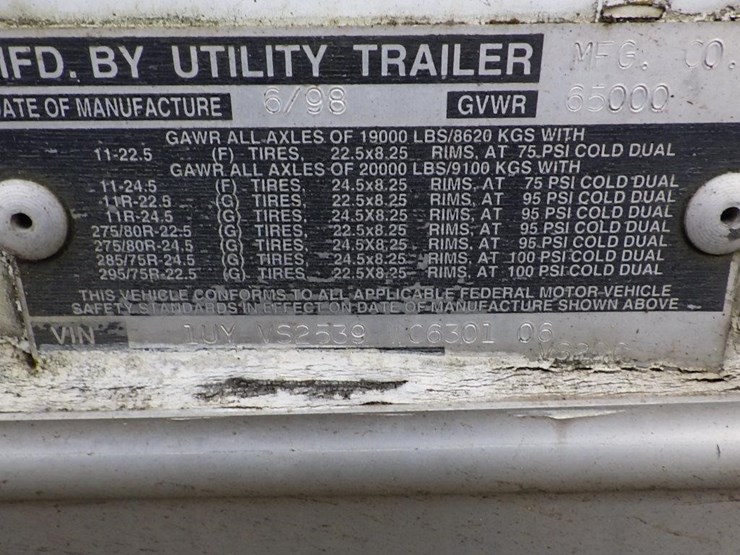 MFD. BY UTILITY TRAILER MFG. CO.
DATE OF MANUFACTURE 6/98 GVWR 65000
GAWR ALL AXLES OF 19000 LBS/8620 KGS WITH
11-22.5 (F) TIRES, 22.5x8.25 RIMS, AT 75 PSI COLD DUAL
GAWR ALL AXLES OF 20000 LBS/9100 KGS WITH
11-24.5 (F) TIRES, 24.5x8.25 RIMS, AT 75 PSI COLD DUAL
11R-22.5 (G) TIRES, 22.5x8.25 RIMS, AT 95 PSI COLD DUAL
11R-24.5 (G) TIRES, 24.5x8.25 RIMS, AT 95 PSI COLD DUAL
275/80R-22.5 (G) TIRES, 22.5x8.25 RIMS, AT 95 PSI COLD DUAL
275/80R-24.5 (G) TIRES, 24.5x8.25 RIMS, AT 95 PSI COLD DUAL
285/75R-24.5 (G) TIRES, 24.5x8.25 RIMS, AT 100 PSI COLD DUAL
295/75R-22.5 (G) TIRES, 22.5x8.25 RIMS, AT 100 PSI COLD DUAL
THIS VEHICLE CONFORMS TO ALL APPLICABLE FEDERAL MOTOR VEHICLE
SAFETY STANDARDS IN EFFECT ON DATE OF MANUFACTURE SHOWN ABOVE
VIN 1UY VS2539 C6301 08